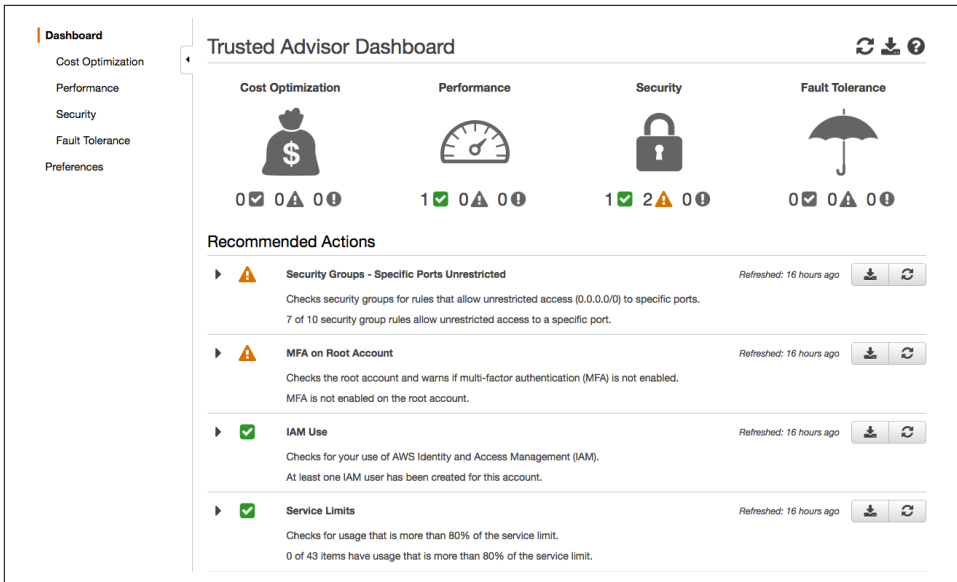 Dashboard
Cost Optimization
Performance
Security
Fault Tolerance
Preferences
Trusted Advisor Dashboard
Cost Optimization Performance Security Fault Tolerance
$
0 0 0 1 0 0 1 2 0 0 0 0
Recommended Actions
Security Groups - Specific Ports Unrestricted Refreshed: 16 hours ago
Checks security groups for rules that allow unrestricted access (0.0.0.0/0) to specific ports.
7 of 10 security group rules allow unrestricted access to a specific port.
MFA on Root Account Refreshed: 16 hours ago
Checks the root account and warns if multi-factor authentication (MFA) is not enabled.
MFA is not enabled on the root account.
IAM Use Refreshed: 16 hours ago
Checks for your use of AWS Identity and Access Management (IAM).
At least one IAM user has been created for this account.
Service Limits Refreshed: 16 hours ago
Checks for usage that is more than 80% of the service limit.
0 of 43 items have usage that is more than 80% of the service limit.